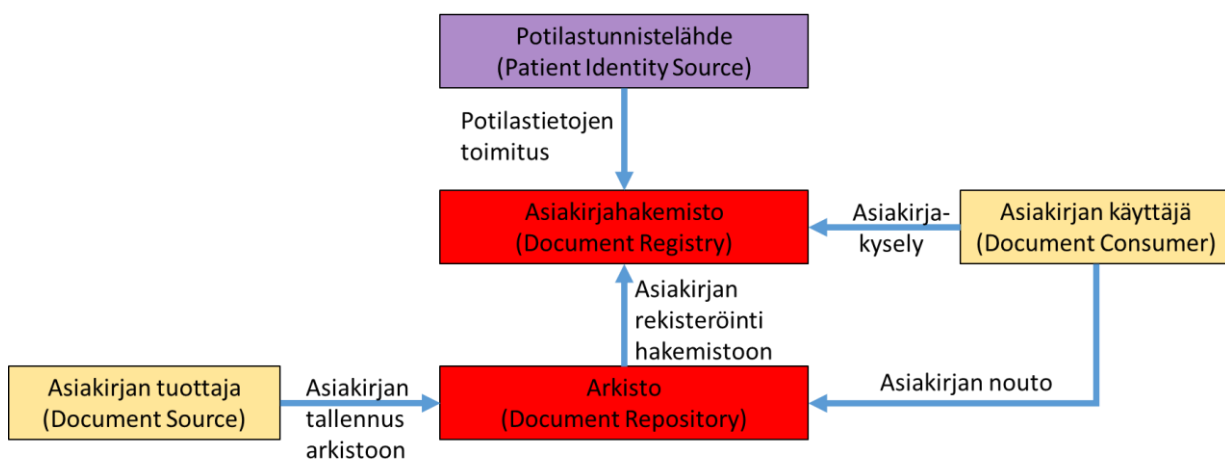 Potilastunnistelähde
(Patient Identity Source)
Potilastietojen
toimitus
Asiakirjahakemisto
(Document Registry)
Asiakirja-
kysely
Asiakirjan käyttäjä
(Document Consumer)
Asiakirjan
rekisteröinti
hakemistoon
Asiakirjan tuottaja
(Document Source)
Asiakirjan
tallennus
arkistoon
Arkisto
(Document Repository)
Asiakirjan nouto